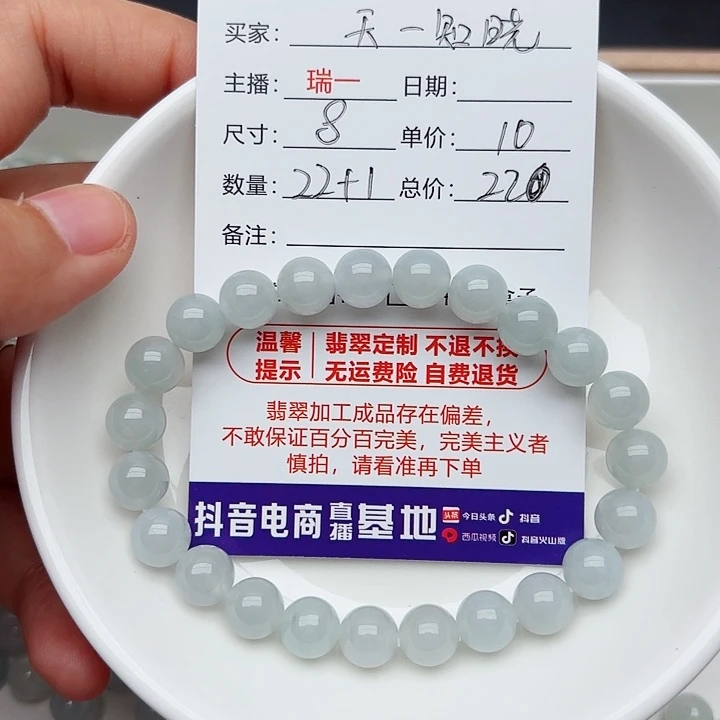 买家： 天一知晓
主播： 瑞一 日期：
尺寸： 8 单价： 10
数量： 22+1 总价： 220
备注：
温馨提示 翡翠定制 不退不换
无运费险 自费退货
翡翠加工成品存在偏差，
不敢保证百分百完美，完美主义者
慎拍，请看准再下单
抖音电商直播基地 头条 今日头条 抖音
西瓜视频 抖音火山版